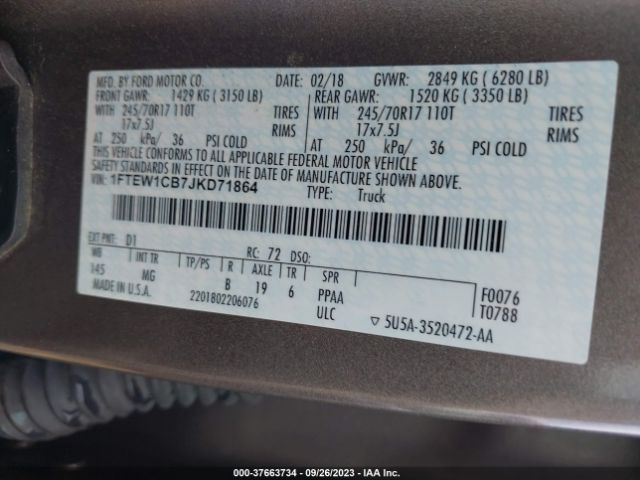 MFD. BY FORD MOTOR CO. DATE: 02/18 GVWR: 2849 KG ( 6280 LB)
FRONT GAWR: 1429 KG ( 3150 LB) REAR GAWR: 1520 KG ( 3350 LB)
WITH 245/70R17 110T TIRES WITH 245/70R17 110T TIRES
17x7.5J RIMS 17x7.5J RIMS
AT 250 kPa/ 36 PSI COLD AT 250 kPa/ 36 PSI COLD
THIS VEHICLE CONFORMS TO ALL APPLICABLE FEDERAL MOTOR VEHICLE
SAFETY STANDARDS IN EFFECT ON THE DATE OF MANUFACTURE SHOWN ABOVE.
VIN: 1FTEW1CB7JKD71864 TYPE: Truck
EXT PNT: D1 RC: 72 DSO:
WB INT TR TP/PS R AXLE TR SPR F0076
145 MG B 19 6 PPAA T0788
MADE IN U.S.A. 2201802206076 ULC ▽ 5U5A-3520472-AA
000-37663734 - 09/26/2023 - IAA Inc.